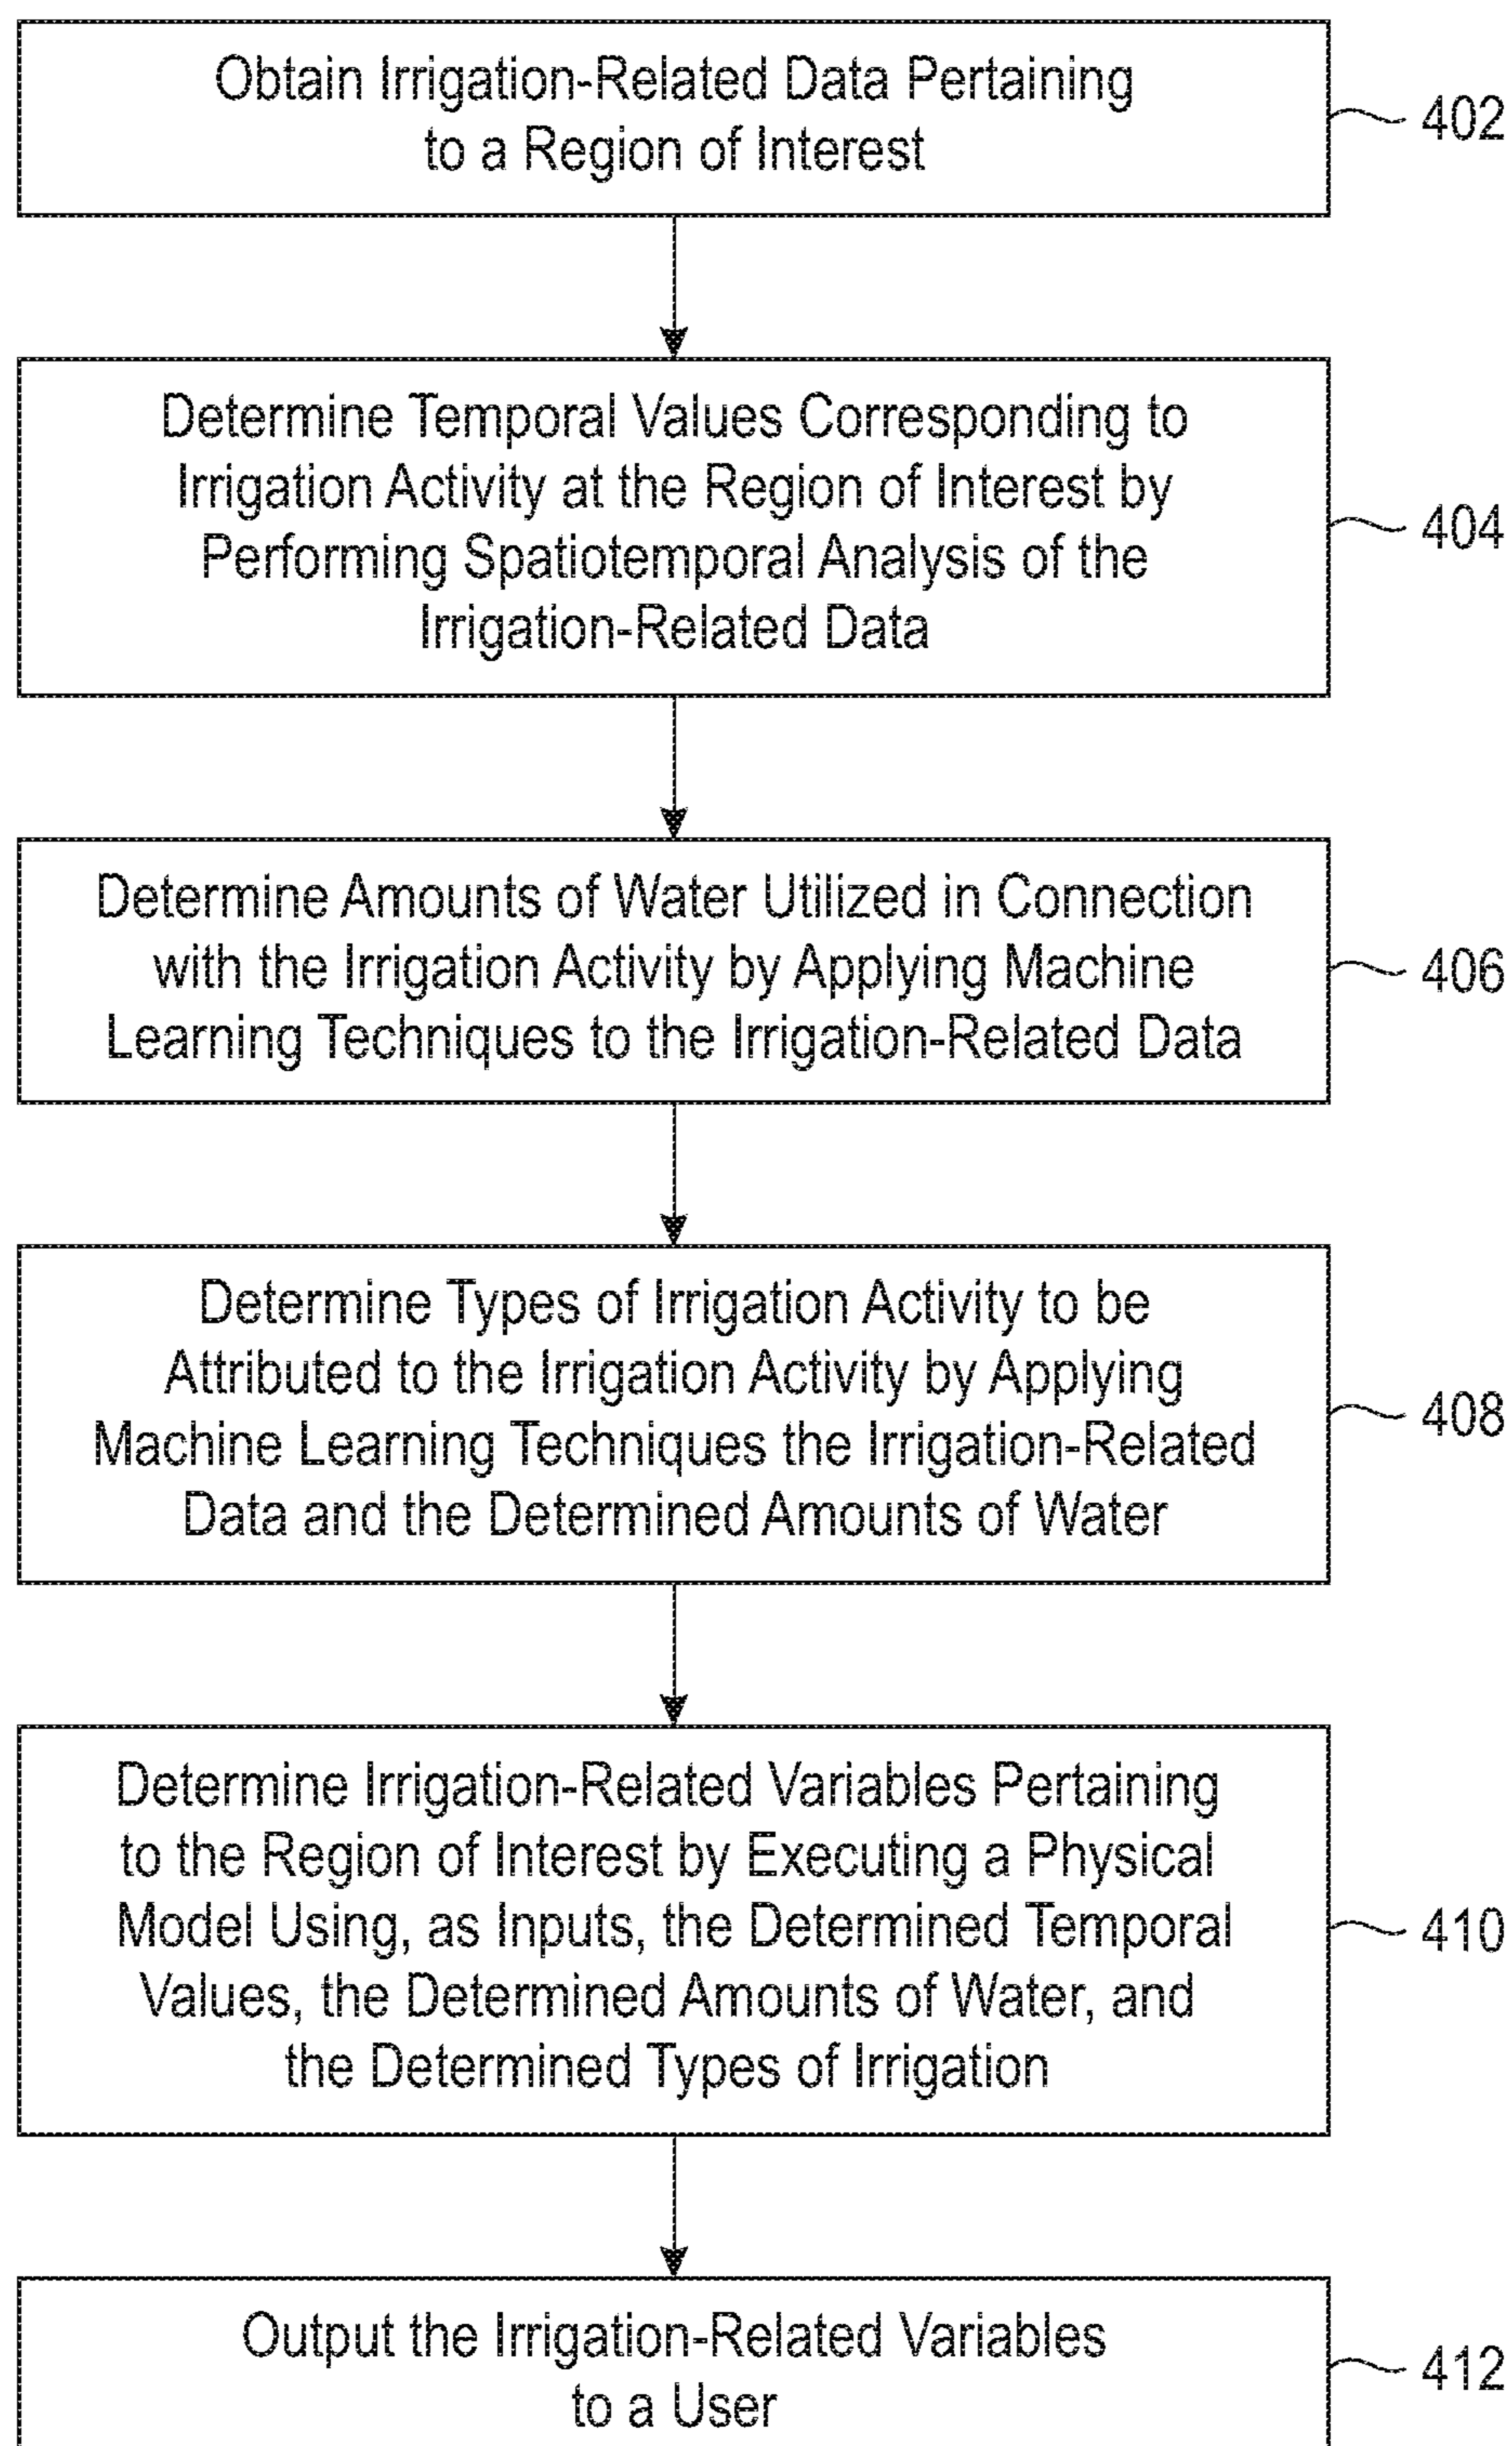 Obtain Irrigation-Related Data Pertaining
to a Region of Interest
402
Determine Temporal Values Corresponding to
Irrigation Activity at the Region of Interest by
Performing Spatiotemporal Analysis of the
Irrigation-Related Data
404
Determine Amounts of Water Utilized in Connection
with the Irrigation Activity by Applying Machine
Learning Techniques to the Irrigation-Related Data
406
Determine Types of Irrigation Activity to be
Attributed to the Irrigation Activity by Applying
Machine Learning Techniques the Irrigation-Related
Data and the Determined Amounts of Water
408
Determine Irrigation-Related Variables Pertaining
to the Region of Interest by Executing a Physical
Model Using, as Inputs, the Determined Temporal
Values, the Determined Amounts of Water, and
the Determined Types of Irrigation
410
Output the Irrigation-Related Variables
to a User
412